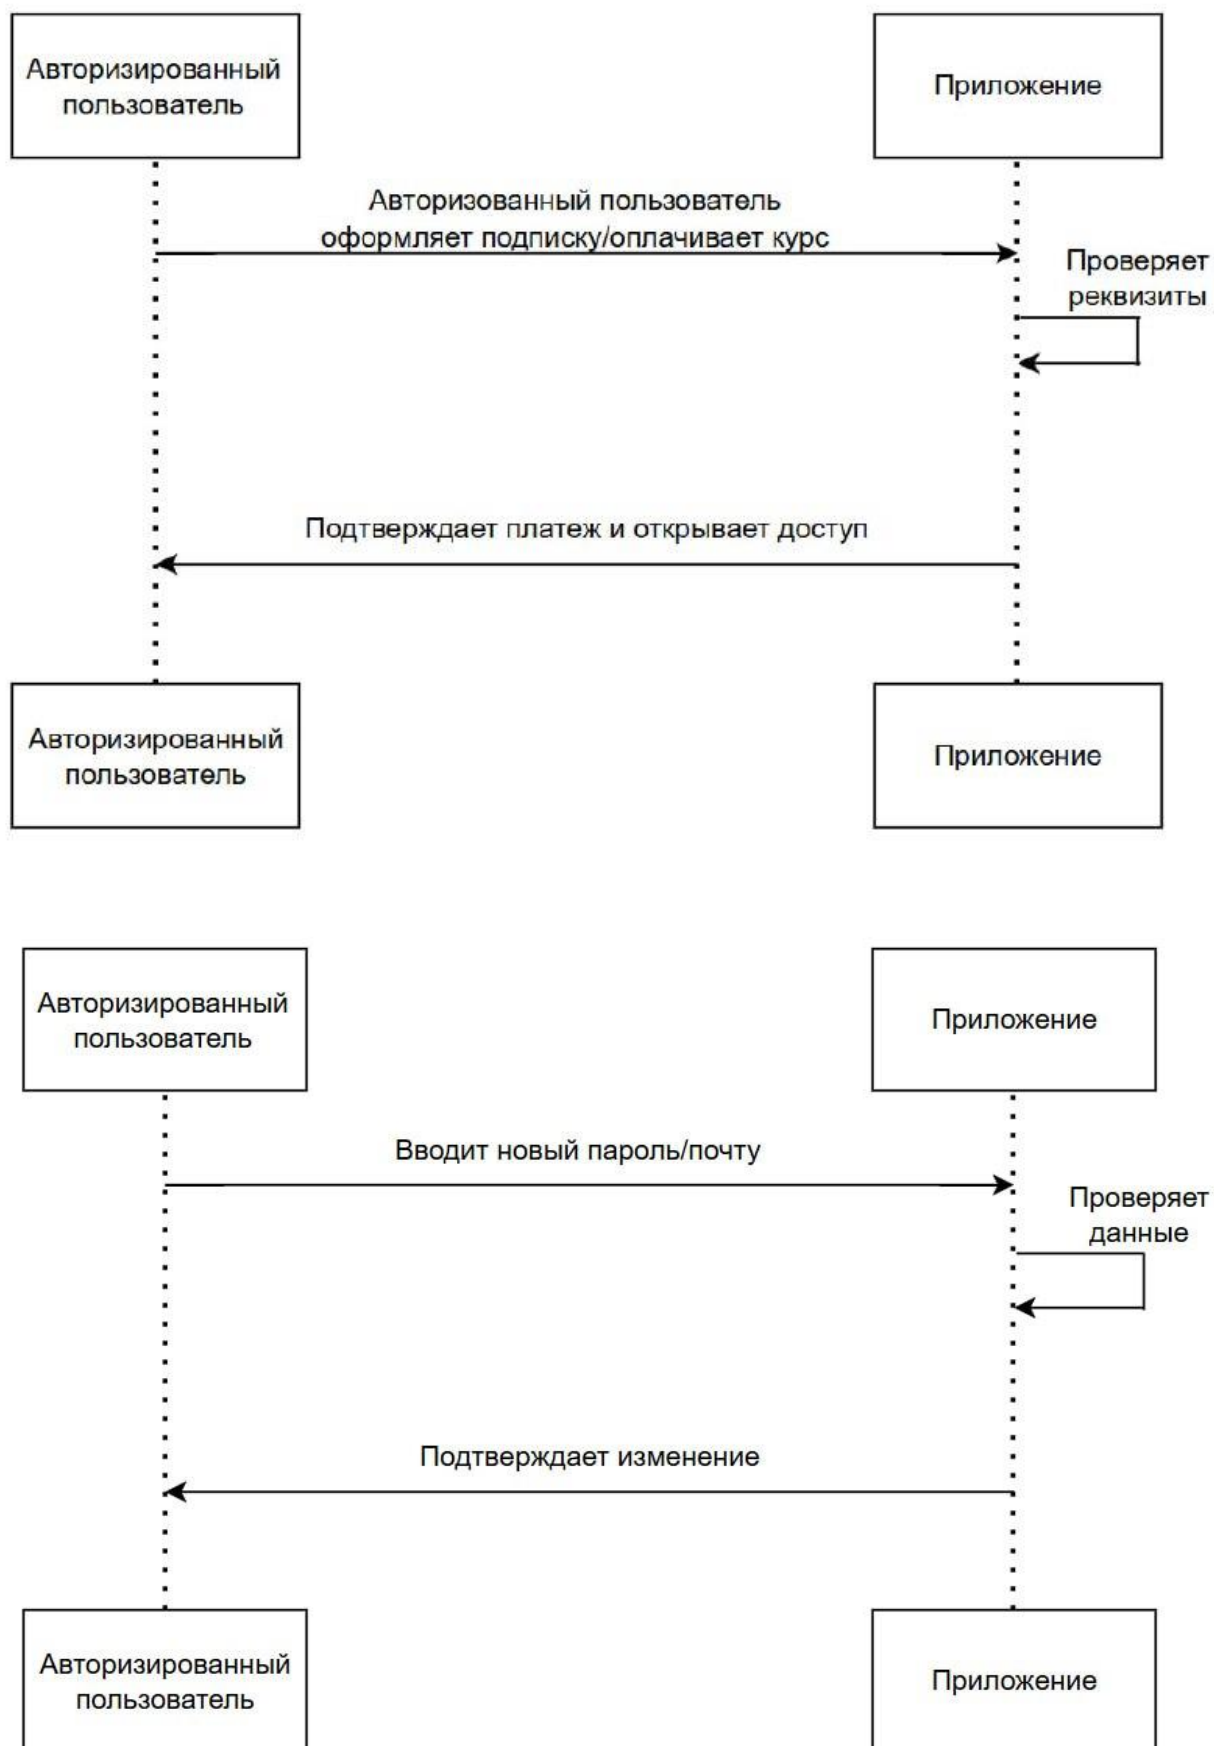 Авторизированный
пользователь
Приложение
Авторизованный пользователь
оформляет подписку/оплачивает курс
Проверяет
реквизиты
Подтверждает платеж и открывает доступ
Авторизированный
пользователь
Приложение
Авторизированный
пользователь
Приложение
Вводит новый пароль/почту
Проверяет
данные
Подтверждает изменение
Авторизированный
пользователь
Приложение